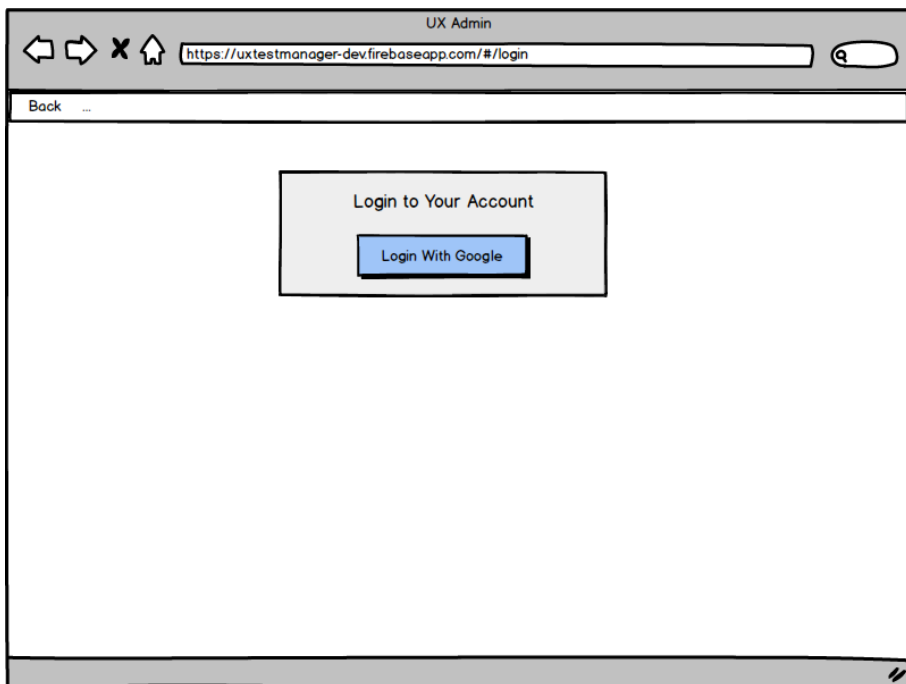 UX Admin
https://uxtestmanager-dev.firebaseapp.com/#/login
Back ...
Login to Your Account
Login With Google